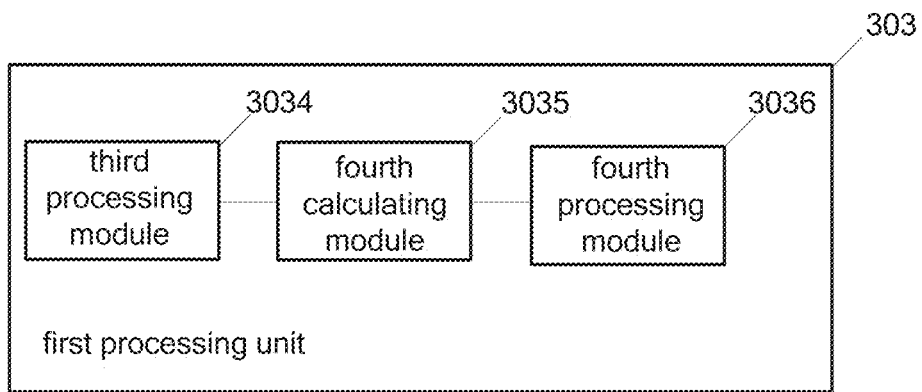 303
3034
3035
3036
third
processing
module
fourth
calculating
module
fourth
processing
module
first processing unit